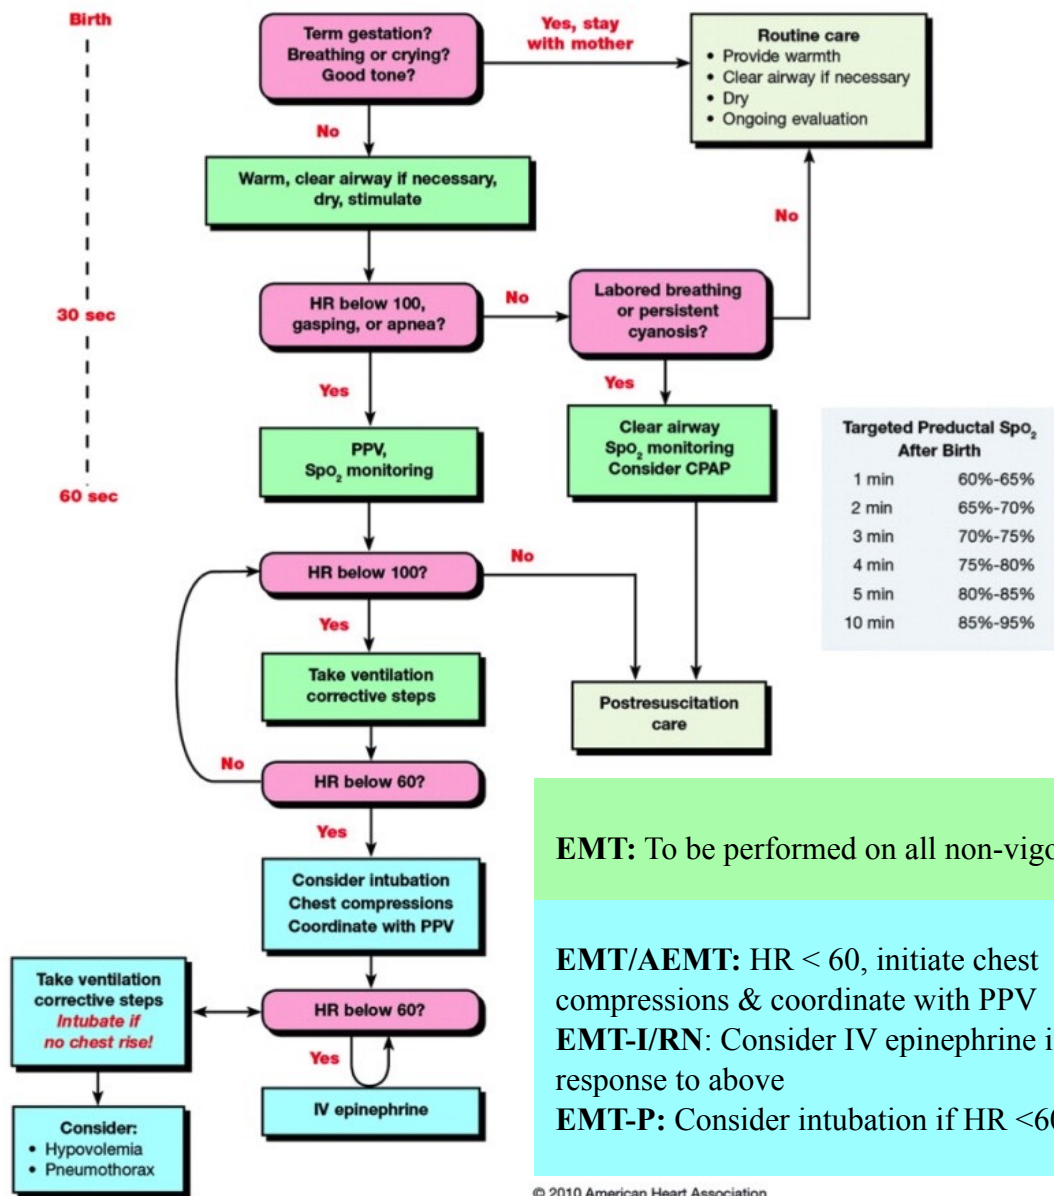 Birth
Term gestation?
Breathing or crying?
Good tone?
Yes, stay
with mother
Routine care
• Provide warmth
• Clear airway if necessary
• Dry
• Ongoing evaluation
No
Warm, clear airway if necessary,
dry, stimulate
No
30 sec
HR below 100,
gasping, or apnea?
No
Labored breathing
or persistent
cyanosis?
Yes
Yes
PPV,
SpO₂ monitoring
Clear airway
SpO₂ monitoring
Consider CPAP
60 sec
Targeted Preductal SpO₂
After Birth
1 min 60%-65%
2 min 65%-70%
3 min 70%-75%
4 min 75%-80%
5 min 80%-85%
10 min 85%-95%
HR below 100?
No
Yes
Take ventilation
corrective steps
Postresuscitation
care
No
HR below 60?
Yes
Consider intubation
Chest compressions
Coordinate with PPV
Take ventilation
corrective steps
Intubate if
no chest rise!
HR below 60?
Yes
IV epinephrine
Consider:
• Hypovolemia
• Pneumothorax
EMT: To be performed on all
EMT/AEMT: HR < 60, initiate chest
compressions & coordinate with PPV
EMT-I/RN: Consider IV epinephrine
response to above
EMT-P: Consider intubation if HR <60
© 2010 American Heart Association